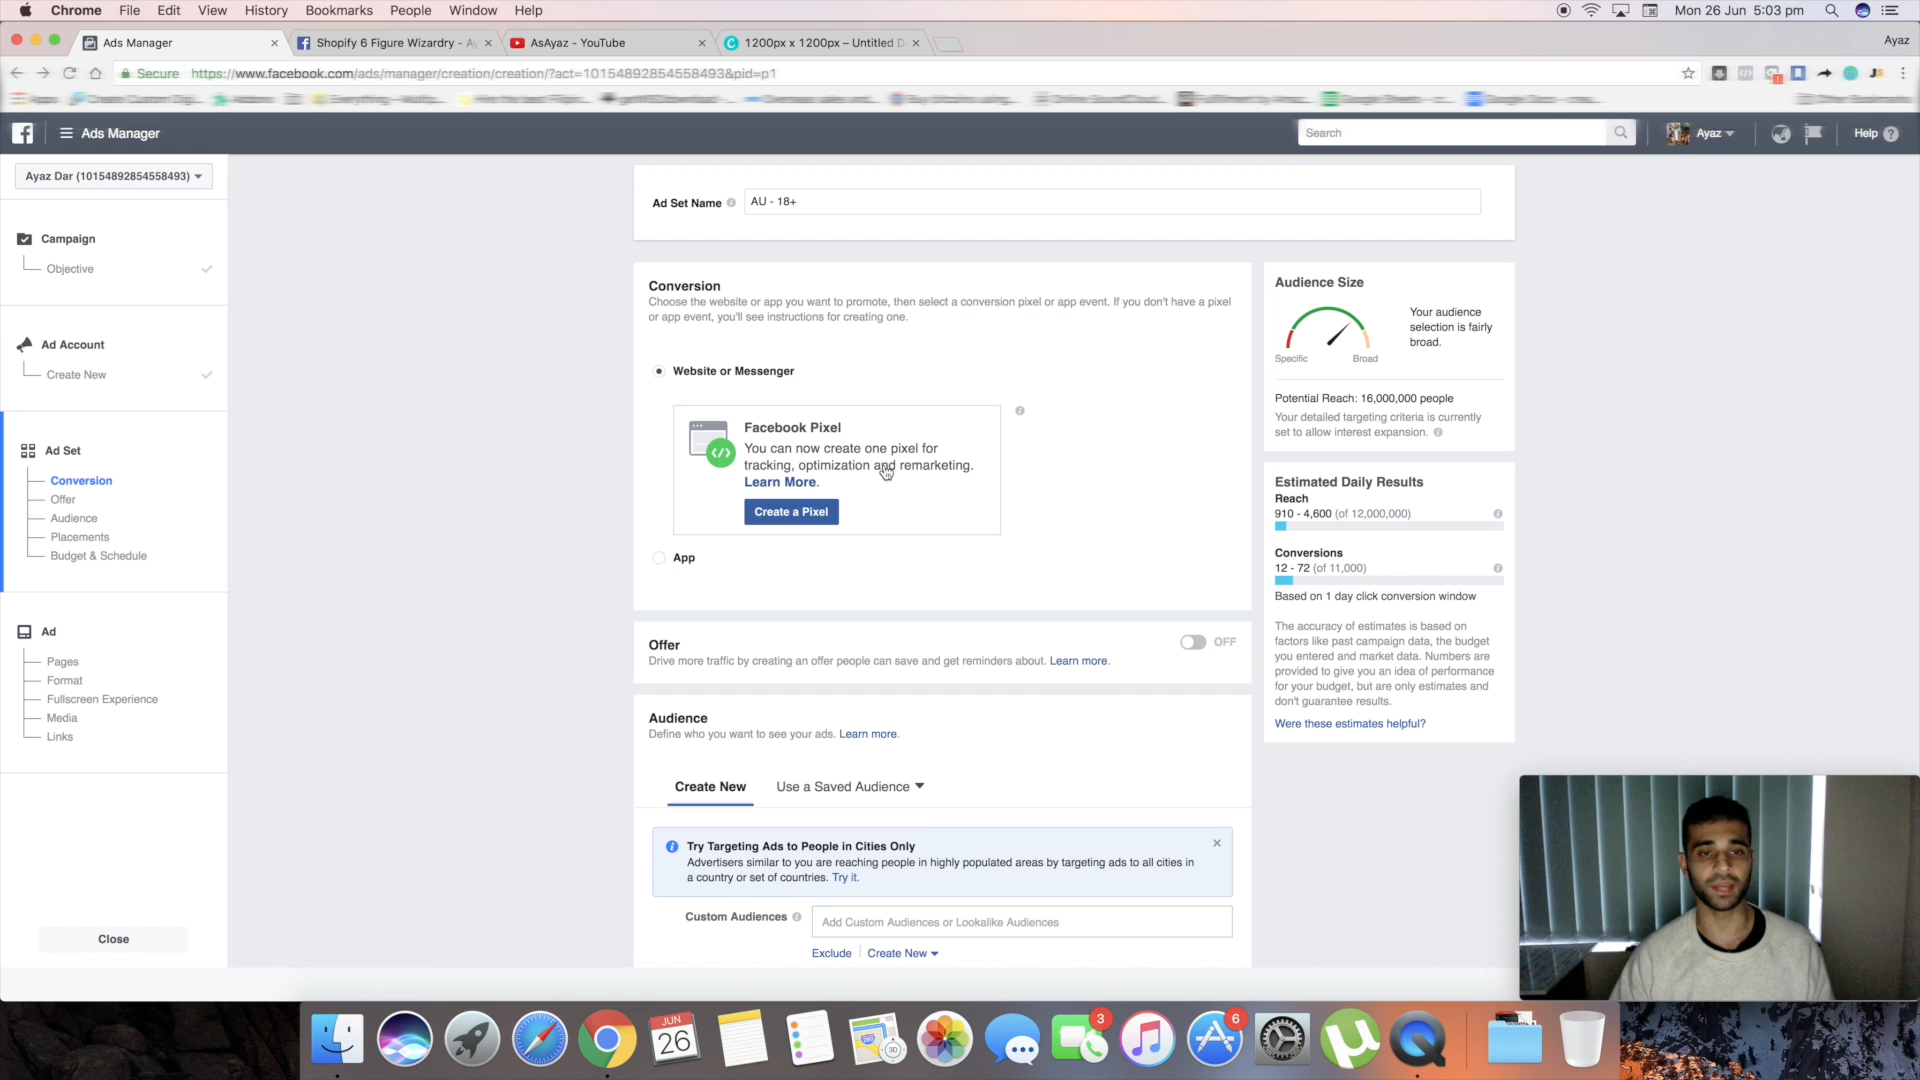 Chrome File Edit View History Bookmarks People Window Help
Mon 26 Jun 5:03 pm
Ads Manager
Shopify 6 Figure Wizardry - Ay
AsAyaz - YouTube
1200px x 1200px – Untitled D
Ayaz
Secure
https://www.facebook.com/ads/manager/creation/creation/?act=10154892854558493&pid=p1
Ads Manager
Search
Ayaz
Help
Ayaz Dar (10154892854558493)
Campaign
Objective
Ad Account
Create New
Ad Set
Conversion
Offer
Audience
Placements
Budget & Schedule
Ad
Pages
Format
Fullscreen Experience
Media
Links
Close
Ad Set Name
AU - 18+
Conversion
Choose the website or app you want to promote, then select a conversion pixel or app event. If you don't have a pixel
or app event, you'll see instructions for creating one.
Website or Messenger
Facebook Pixel
You can now create one pixel for
tracking, optimization and remarketing.
Learn More.
Create a Pixel
App
Offer
OFF
Drive more traffic by creating an offer people can save and get reminders about. Learn more.
Audience
Define who you want to see your ads. Learn more.
Create New
Use a Saved Audience
Try Targeting Ads to People in Cities Only
Advertisers similar to you are reaching people in highly populated areas by targeting ads to all cities in
a country or set of countries. Try it.
Custom Audiences
Add Custom Audiences or Lookalike Audiences
Exclude
Create New
Audience Size
Your audience
selection is fairly
broad.
Specific
Broad
Potential Reach: 16,000,000 people
Your detailed targeting criteria is currently
set to allow interest expansion.
Estimated Daily Results
Reach
910 - 4,600 (of 12,000,000)
Conversions
12 - 72 (of 11,000)
Based on 1 day click conversion window
The accuracy of estimates is based on
factors like past campaign data, the budget
you entered and market data. Numbers are
provided to give you an idea of performance
for your budget, but are only estimates and
don't guarantee results.
Were these estimates helpful?
JUN
26
3D
3
6